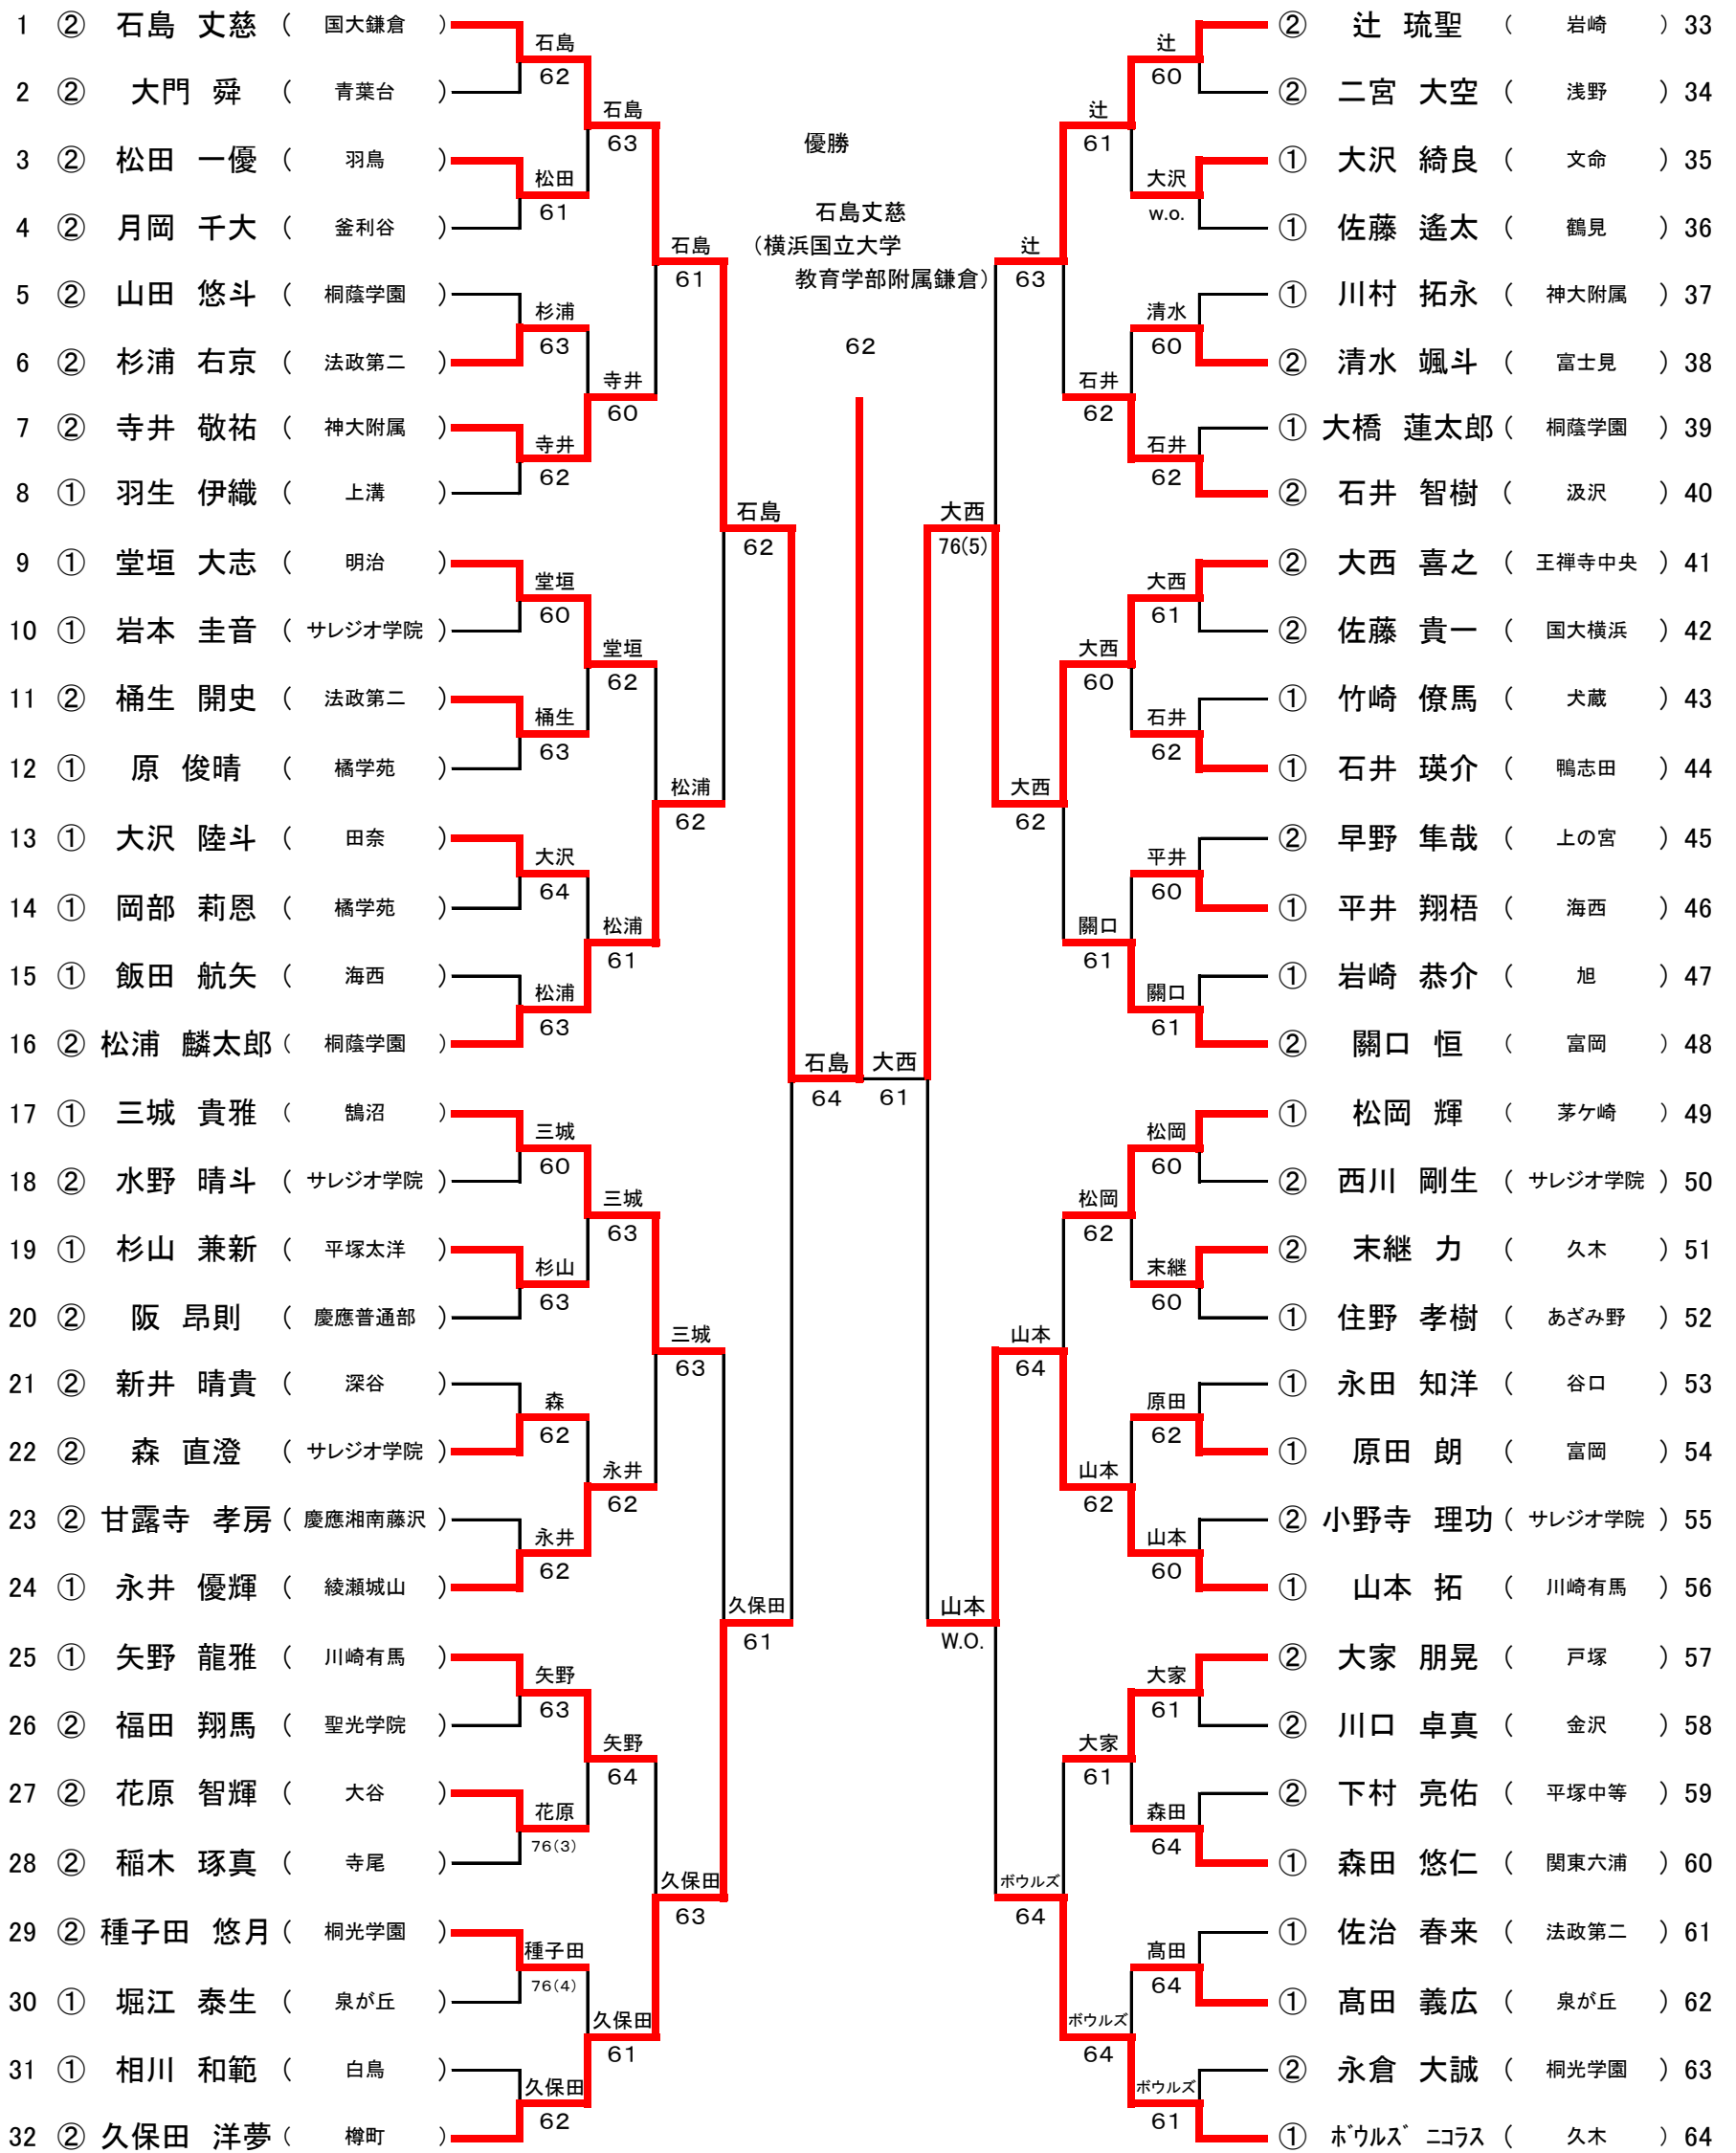 1 ② 石島 丈慈 ( 国大鎌倉 )
2 ② 大門 舜 ( 青葉台 )
3 ② 松田 一優 ( 羽鳥 )
4 ② 月岡 千大 ( 釜利谷 )
5 ② 山田 悠斗 ( 桐蔭学園 )
6 ② 杉浦 右京 ( 法政第二 )
7 ② 寺井 敬祐 ( 神大附属 )
8 ① 羽生 伊織 ( 上溝 )
9 ① 堂垣 大志 ( 明治 )
10 ① 岩本 圭音 ( サレジオ学院 )
11 ② 桶生 開史 ( 法政第二 )
12 ① 原 俊晴 ( 橘学苑 )
13 ① 大沢 陸斗 ( 田奈 )
14 ① 岡部 莉恩 ( 橘学苑 )
15 ① 飯田 航矢 ( 海西 )
16 ② 松浦 麟太郎 ( 桐蔭学園 )
17 ① 三城 貴雅 ( 鵠沼 )
18 ② 水野 晴斗 ( サレジオ学院 )
19 ① 杉山 兼新 ( 平塚太洋 )
20 ② 阪 昂則 ( 慶應普通部 )
21 ② 新井 晴貴 ( 深谷 )
22 ② 森 直澄 ( サレジオ学院 )
23 ② 甘露寺 孝房 ( 慶應湘南藤沢 )
24 ① 永井 優輝 ( 綾瀬城山 )
25 ① 矢野 龍雅 ( 川崎有馬 )
26 ② 福田 翔馬 ( 聖光学院 )
27 ② 花原 智輝 ( 大谷 )
28 ② 稲木 琢真 ( 寺尾 )
29 ② 種子田 悠月 ( 桐光学園 )
30 ① 堀江 泰生 ( 泉が丘 )
31 ① 相川 和範 ( 白鳥 )
32 ② 久保田 洋夢 ( 樽町 )
石島
62
松田
61
杉浦
63
寺井
62
堂垣
60
桶生
63
大沢
64
松浦
63
三城
60
杉山
63
森
62
永井
62
矢野
63
花原
76(3)
種子田
76(4)
久保田
62
石島
63
寺井
60
堂垣
62
松浦
61
三城
63
永井
62
矢野
64
久保田
61
石島
61
松浦
62
三城
63
久保田
63
石島
62
久保田
61
石島
64
優勝
石島丈慈
(横浜国立大学
教育学部附属鎌倉)
62
大西
61
大西
76(5)
山本
W.O.
辻
63
大西
62
山本
64
ボウルズ
64
辻
61
石井
62
大西
60
關口
61
松岡
62
山本
62
大家
61
ボウルズ
64
辻
60
大沢
w.o.
清水
60
石井
62
大西
61
石井
62
平井
60
關口
61
松岡
60
末継
60
原田
62
山本
60
大家
61
森田
64
髙田
64
ボウルズ
61
② 辻 琉聖 ( 岩崎 ) 33
② 二宮 大空 ( 浅野 ) 34
① 大沢 綺良 ( 文命 ) 35
① 佐藤 遙太 ( 鶴見 ) 36
① 川村 拓永 ( 神大附属 ) 37
② 清水 颯斗 ( 富士見 ) 38
① 大橋 蓮太郎 ( 桐蔭学園 ) 39
② 石井 智樹 ( 汲沢 ) 40
② 大西 喜之 ( 王禅寺中央 ) 41
② 佐藤 貴一 ( 国大横浜 ) 42
① 竹崎 僚馬 ( 犬蔵 ) 43
① 石井 瑛介 ( 鴨志田 ) 44
② 早野 隼哉 ( 上の宮 ) 45
① 平井 翔梧 ( 海西 ) 46
① 岩崎 恭介 ( 旭 ) 47
② 關口 恒 ( 富岡 ) 48
① 松岡 輝 ( 茅ケ崎 ) 49
② 西川 剛生 ( サレジオ学院 ) 50
② 末継 力 ( 久木 ) 51
① 住野 孝樹 ( あざみ野 ) 52
① 永田 知洋 ( 谷口 ) 53
① 原田 朗 ( 富岡 ) 54
② 小野寺 理功 ( サレジオ学院 ) 55
① 山本 拓 ( 川崎有馬 ) 56
② 大家 朋晃 ( 戸塚 ) 57
② 川口 卓真 ( 金沢 ) 58
② 下村 亮佑 ( 平塚中等 ) 59
① 森田 悠仁 ( 関東六浦 ) 60
① 佐治 春来 ( 法政第二 ) 61
① 髙田 義広 ( 泉が丘 ) 62
② 永倉 大誠 ( 桐光学園 ) 63
① ボウルズ ニコラス ( 久木 ) 64